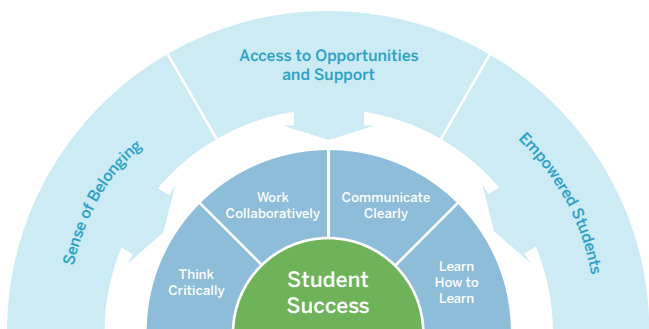 Access to Opportunities
and Support
Sense of Belonging
Empowered Students
Work
Collaboratively
Communicate
Clearly
Think
Critically
Learn
How to
Learn
Student
Success